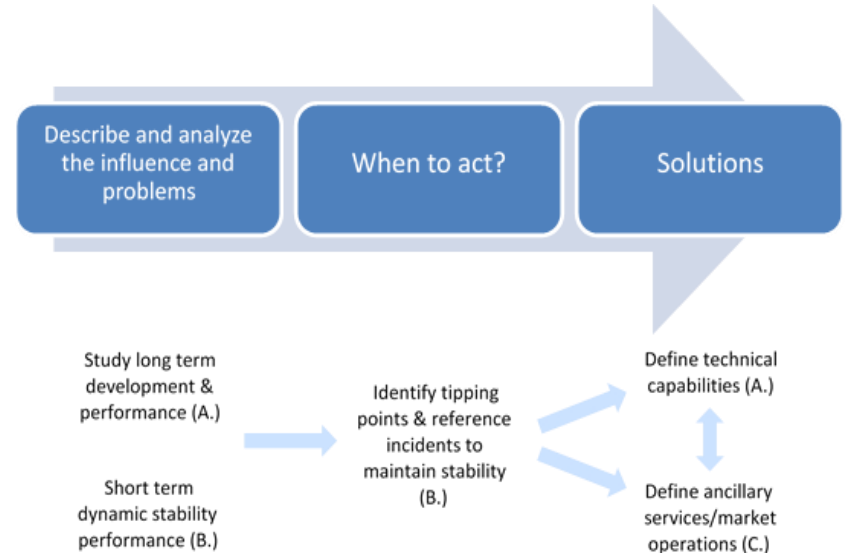 Describe and analyze
the influence and
problems
When to act?
Solutions
Study long term
development &
performance (A.)
Short term
dynamic stability
performance (B.)
Identify tipping
points & reference
incidents to
maintain stability
(B.)
Define technical
capabilities (A.)
Define ancillary
services/market
operations (C.)